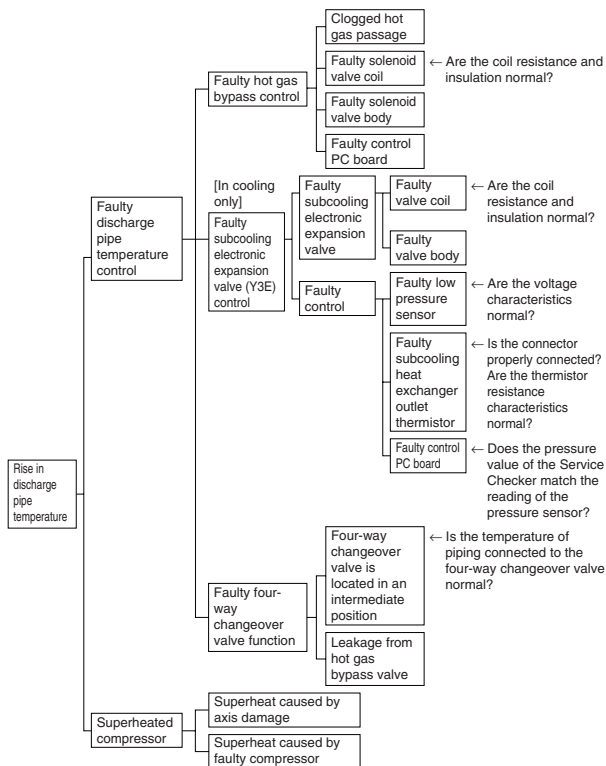 Clogged hot
gas passage
Faulty hot gas
bypass control
Faulty solenoid
valve coil
← Are the coil resistance and
insulation normal?
Faulty solenoid
valve body
Faulty control
PC board
Faulty
discharge
pipe
temperature
control
[In cooling
only]
Faulty
subcooling
electronic
expansion
valve (Y3E)
control
Faulty
subcooling
electronic
expansion
valve
Faulty
valve coil
← Are the coil
resistance and
insulation normal?
Faulty
valve body
Faulty
control
Faulty low
pressure
sensor
← Are the voltage
characteristics
normal?
Faulty
subcooling
heat
exchanger
outlet
thermistor
← Is the connector
properly connected?
Are the thermistor
resistance
characteristics
normal?
Faulty control
PC board
← Does the pressure
value of the Service
Checker match the
reading of the
pressure sensor?
Rise in
discharge
pipe
temperature
Faulty four-
way
changeover
valve function
Four-way
changeover
valve is
located in an
intermediate
position
← Is the temperature of
piping connected to the
four-way changeover valve
normal?
Leakage from
hot gas
bypass valve
Superheated
compressor
Superheat caused by
axis damage
Superheat caused by
faulty compressor